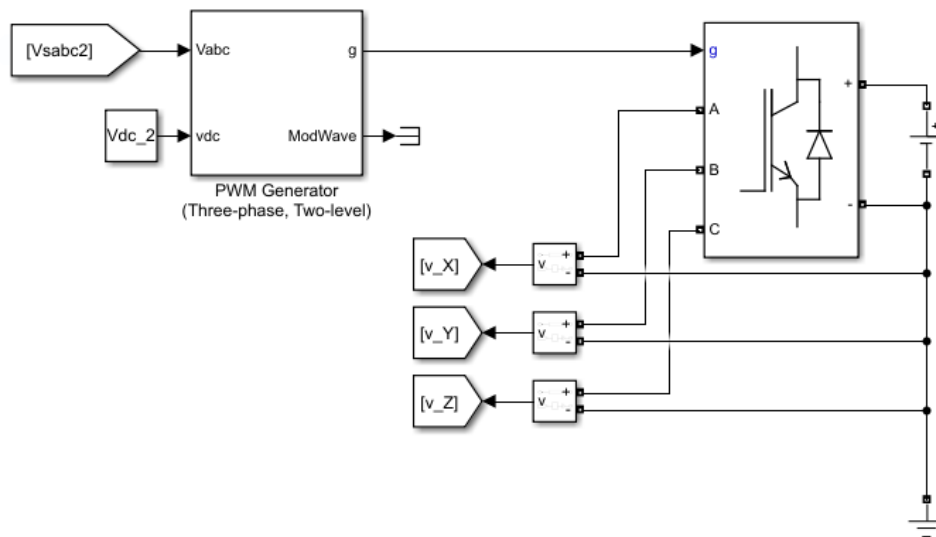 [Vsabc2]
Vabc
g
Vdc_2
vdc
ModWave
PWM Generator
(Three-phase, Two-level)
g
A
B
C
+
-
+
[v_X]
v
+
-
[v_Y]
v
+
-
[v_Z]
v
+
-